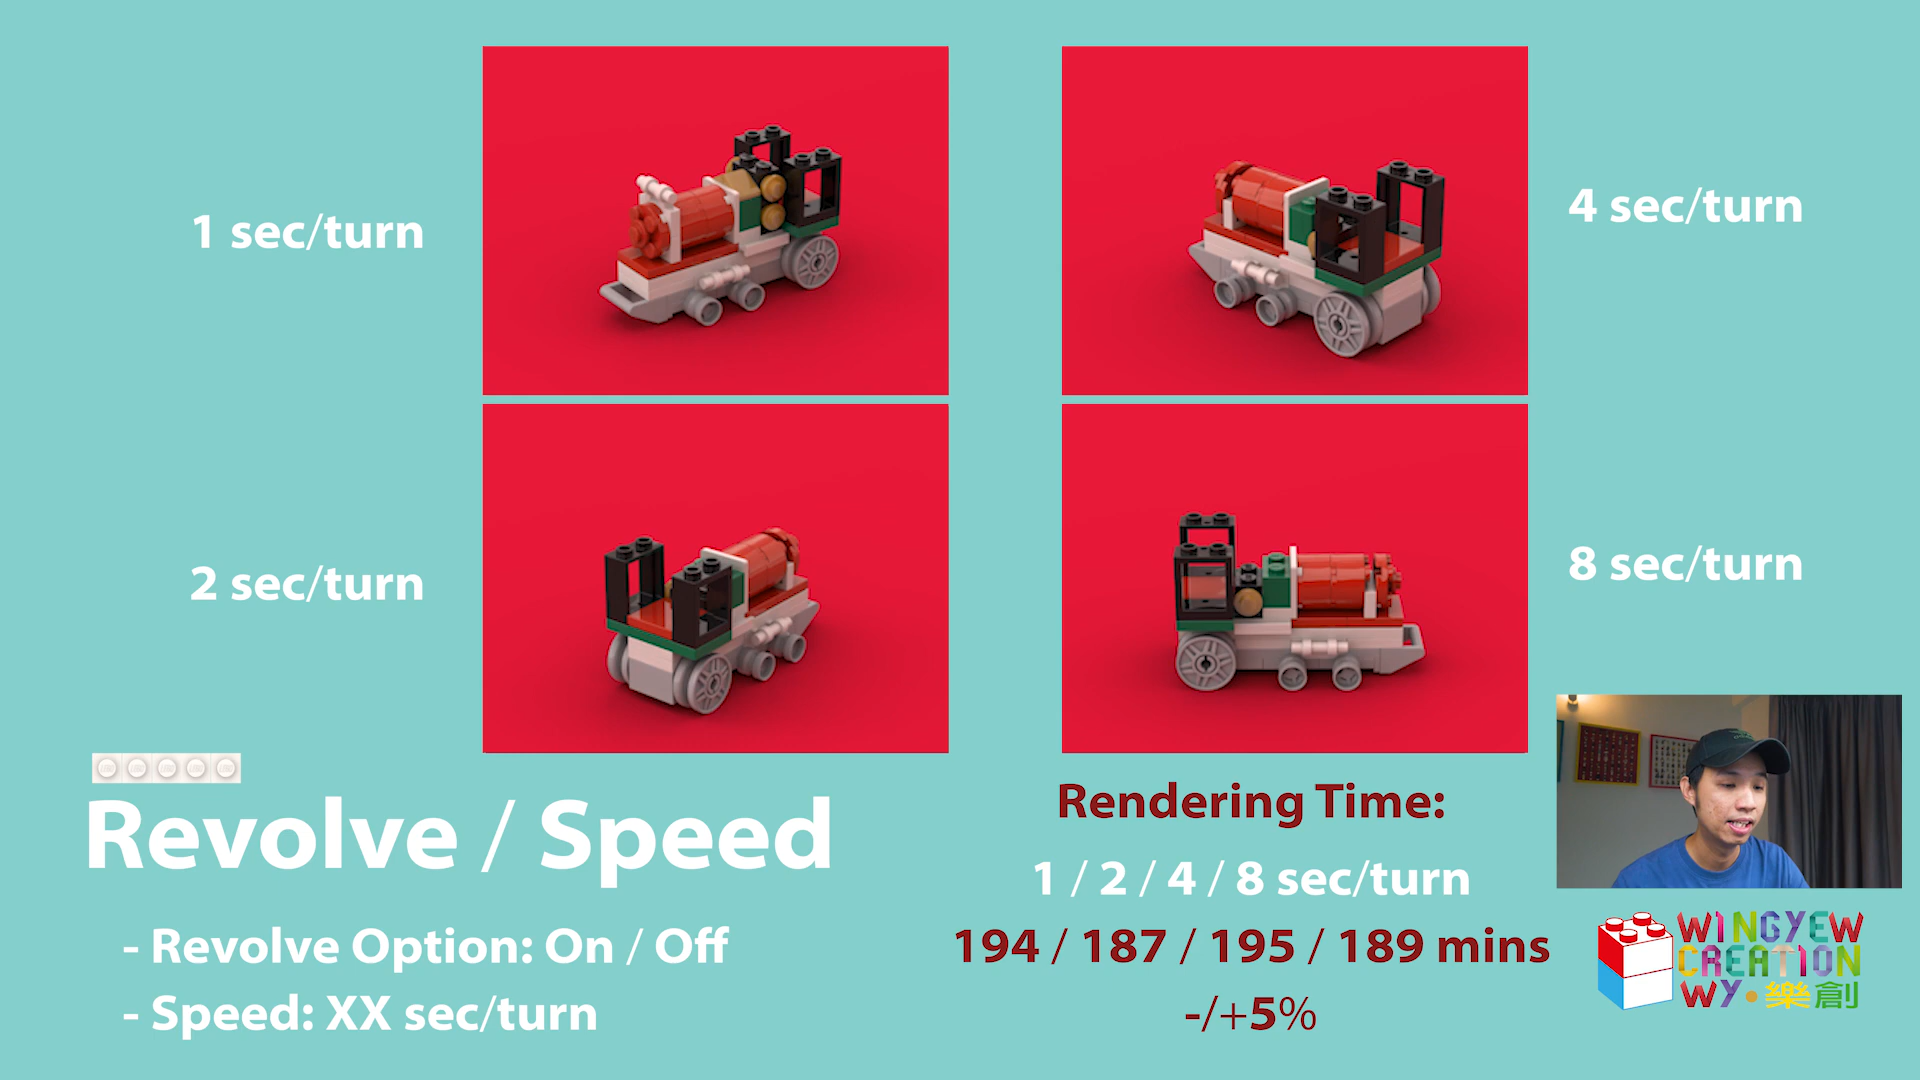 1 sec/turn
4 sec/turn
2 sec/turn
8 sec/turn
Revolve / Speed
- Revolve Option: On / Off
- Speed: XX sec/turn
Rendering Time:
1 / 2 / 4 / 8 sec/turn
194 / 187 / 195 / 189 mins
-/+5%
W1NGYEW
CREAT1ON
WY•樂創